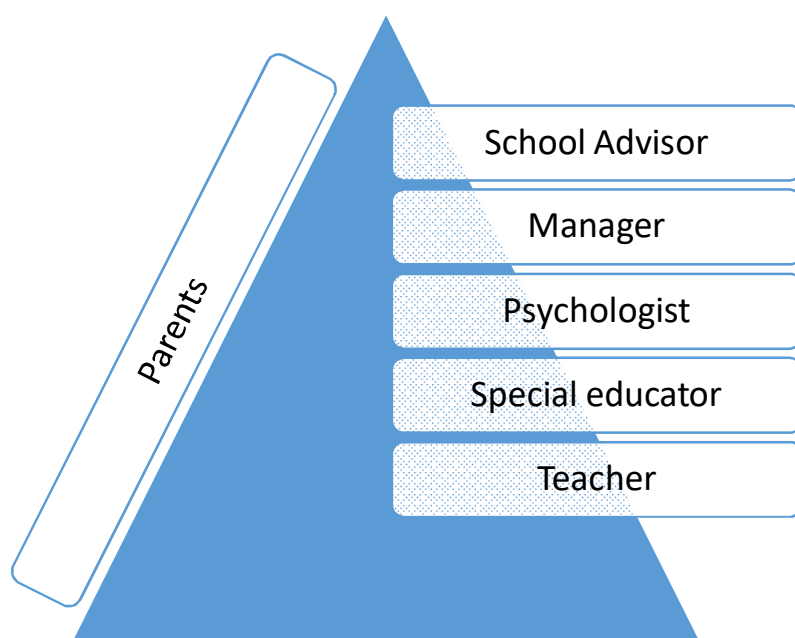 Parents
School Advisor
Manager
Psychologist
Special educator
Teacher